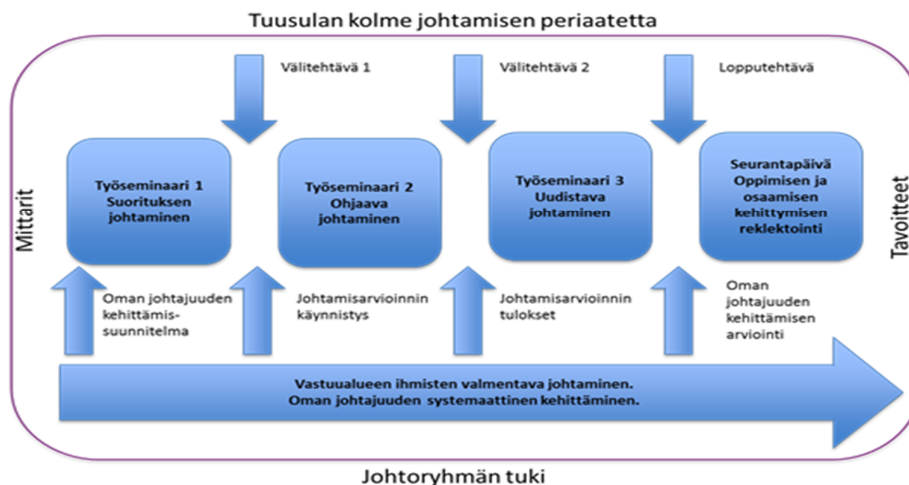 Tuusulan kolme johtamisen periaatetta
Välitehtävä 1
Välitehtävä 2
Lopputehtävä
Mittarit
Työseminaari 1
Suorituksen
johtaminen
Työseminaari 2
Ohjaava
johtaminen
Työseminaari 3
Uudistava
johtaminen
Seurantapäivä
Oppimisen ja
osaamisen
kehittymisen
reklektointi
Tavoitteet
Oman johtajuuden
kehittämis-
suunnitelma
Johtamisarvioinnin
käynnistys
Johtamisarvioinnin
tulokset
Oman
johtajuuden
kehittämisen
arviointi
Vastuualueen ihmisten valmentava johtaminen.
Oman johtajuuden systemaattinen kehittäminen.
Johtoryhmän tuki